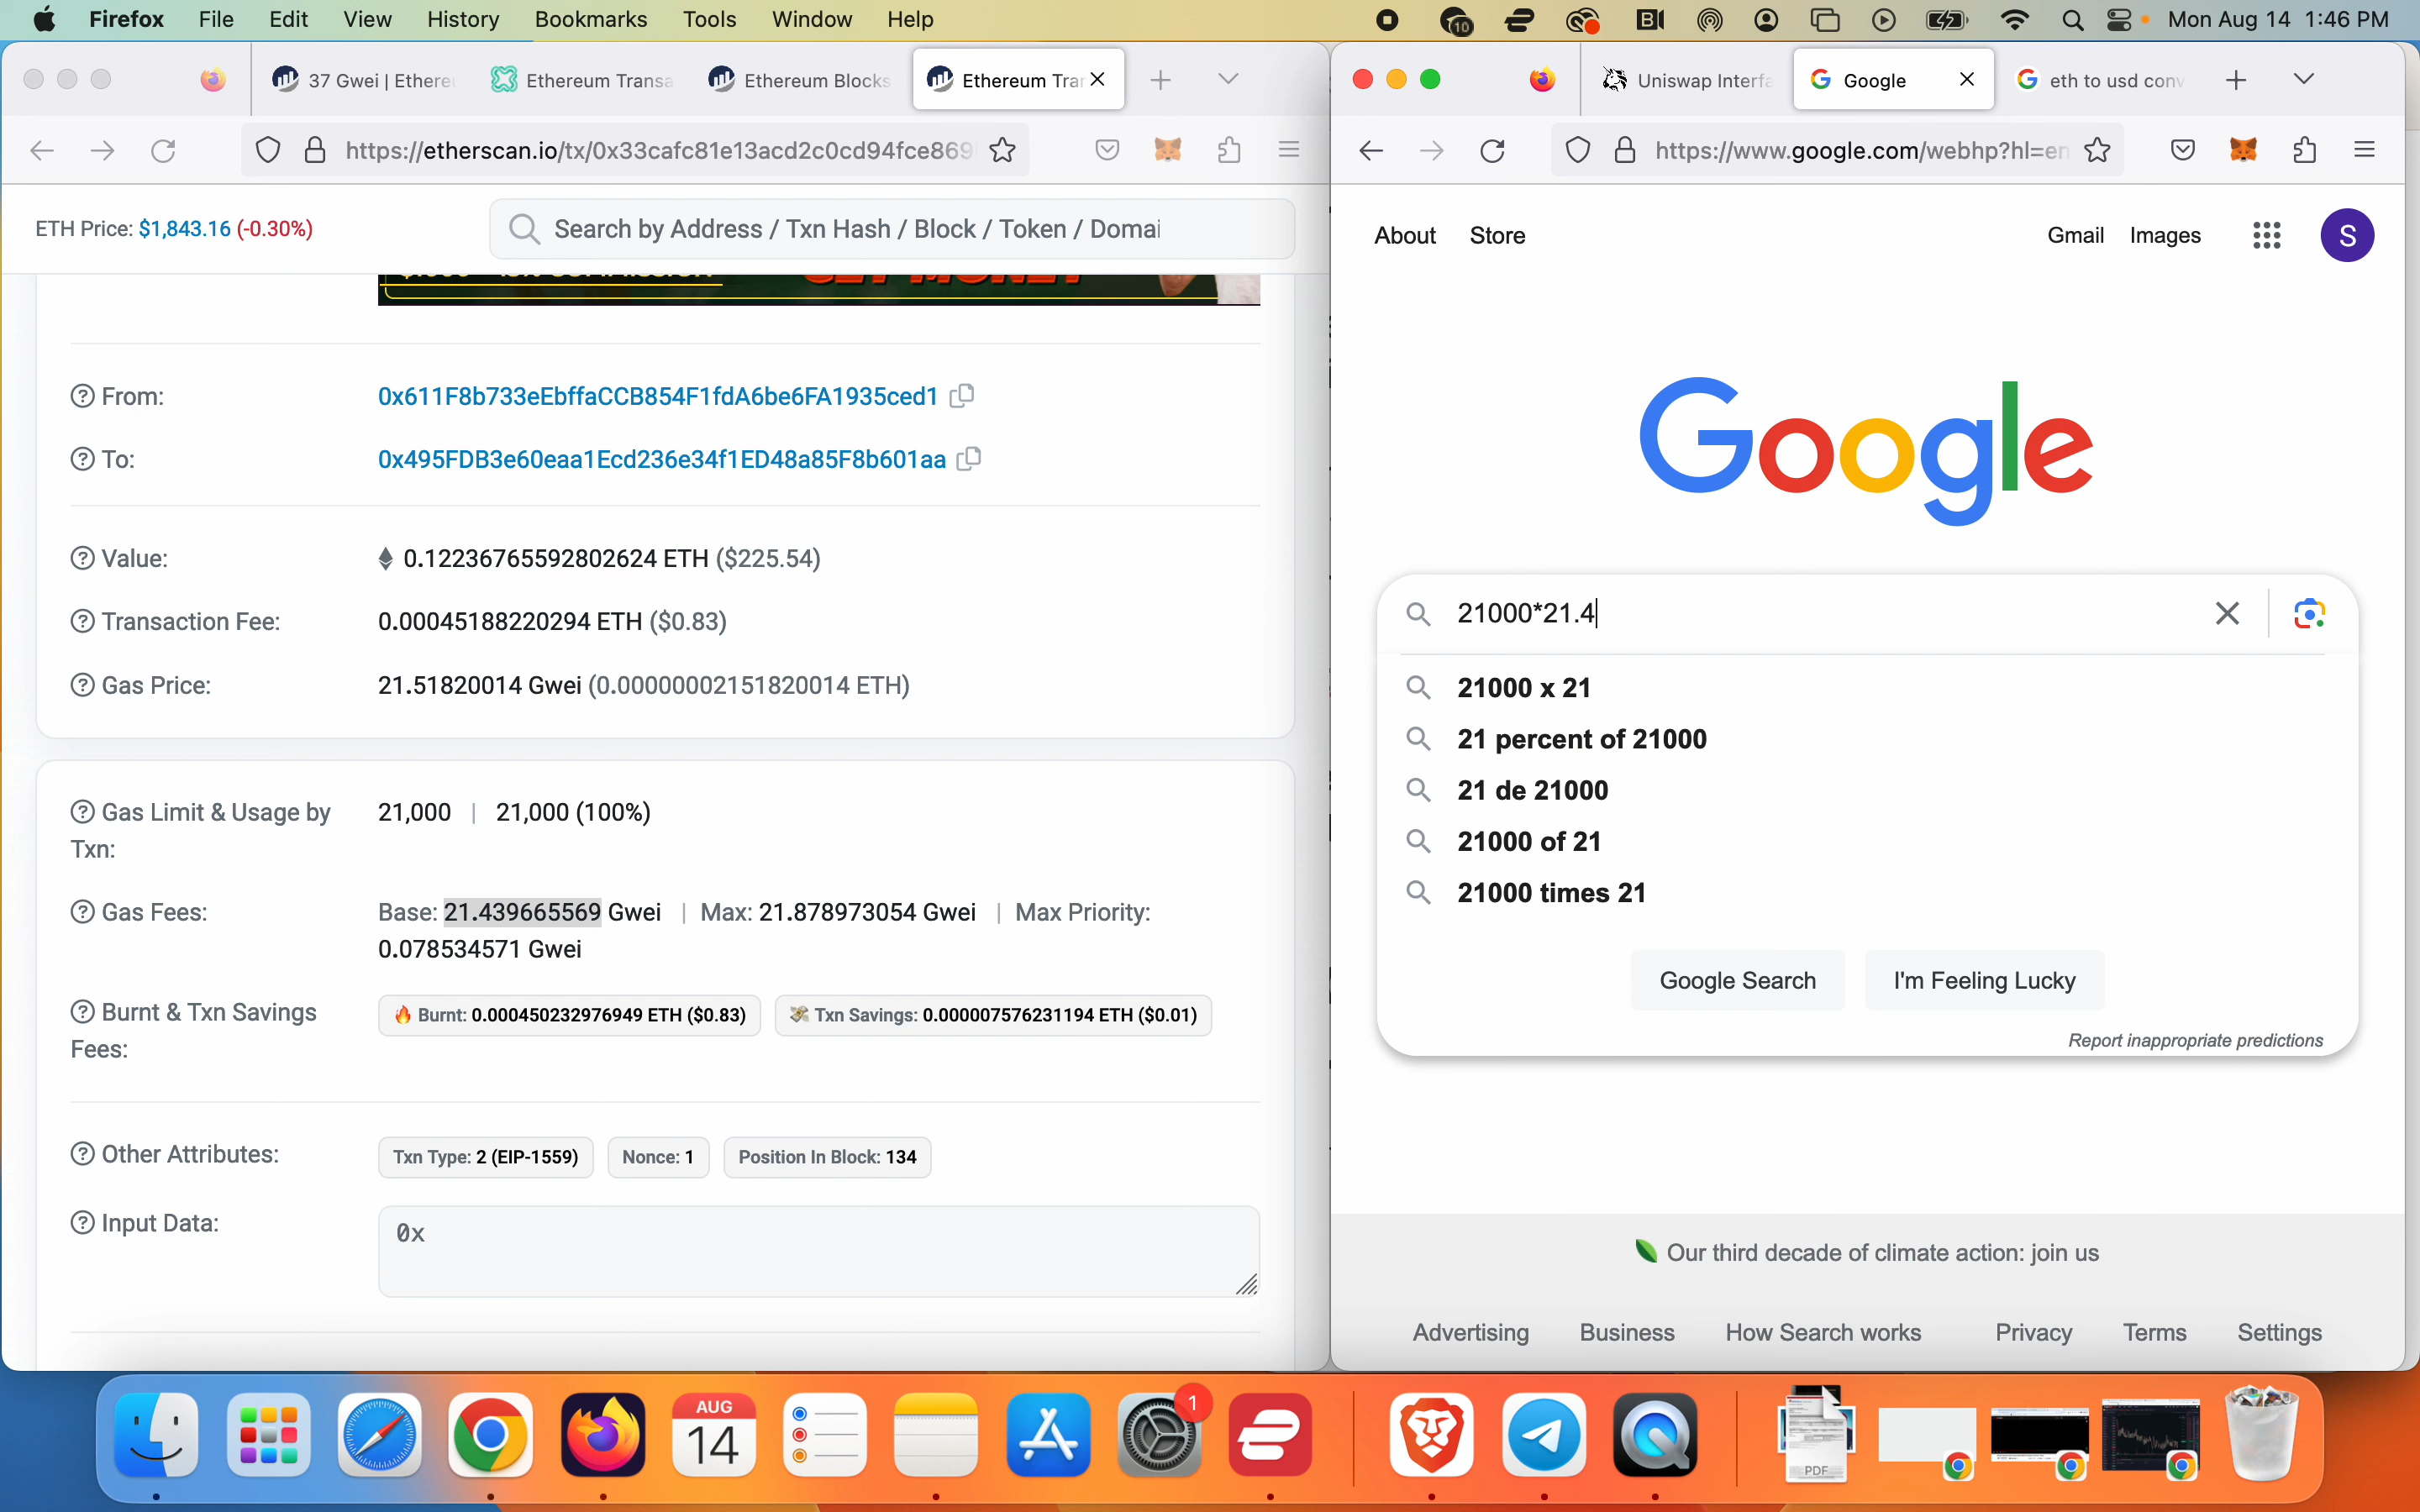 Firefox File Edit View History Bookmarks Tools Window Help 10 Mon Aug 14 1:46 PM
37 Gwei | Ethere Ethereum Transa Ethereum Blocks Ethereum Tra
Uniswap Interfa Google eth to usd conv
https://etherscan.io/tx/0x33cafc81e13acd2c0cd94fce869
https://www.google.com/webhp?hl=en
ETH Price: $1,843.16 (-0.30%)
Search by Address / Txn Hash / Block / Token / Domai
From: 0x611F8b733eEbffaCCB854F1fdA6be6FA1935ced1
To: 0x495FDB3e60eaa1Ecd236e34f1ED48a85F8b601aa
Value: 0.12236765592802624 ETH ($225.54)
Transaction Fee: 0.00045188220294 ETH ($0.83)
Gas Price: 21.51820014 Gwei (0.00000002151820014 ETH)
Gas Limit & Usage by 21,000 | 21,000 (100%)
Txn:
Gas Fees: Base: 21.439665569 Gwei | Max: 21.878973054 Gwei | Max Priority:
0.078534571 Gwei
Burnt & Txn Savings 🔥 Burnt: 0.000450232976949 ETH ($0.83) 💸 Txn Savings: 0.000007576231194 ETH ($0.01)
Fees:
Other Attributes: Txn Type: 2 (EIP-1559) Nonce: 1 Position In Block: 134
Input Data: 0x
About Store Gmail Images S
Google
21000*21.4
21000 x 21
21 percent of 21000
21 de 21000
21000 of 21
21000 times 21
Google Search I'm Feeling Lucky
Report inappropriate predictions
Our third decade of climate action: join us
Advertising Business How Search works Privacy Terms Settings
AUG
14
1
PDF